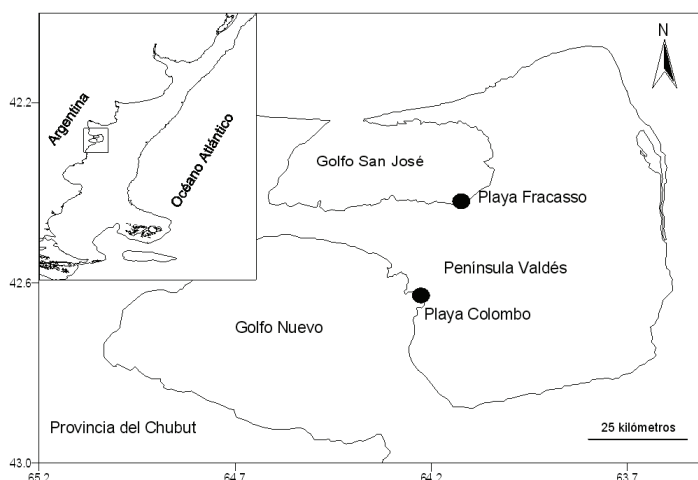 N
Argentina
Océano Atlántico
42.2
Golfo San José
Playa Fracasso
Península Valdés
42.6
Playa Colombo
Golfo Nuevo
Provincia del Chubut
25 kilómetros
43.0
65.2
64.7
64.2
63.7